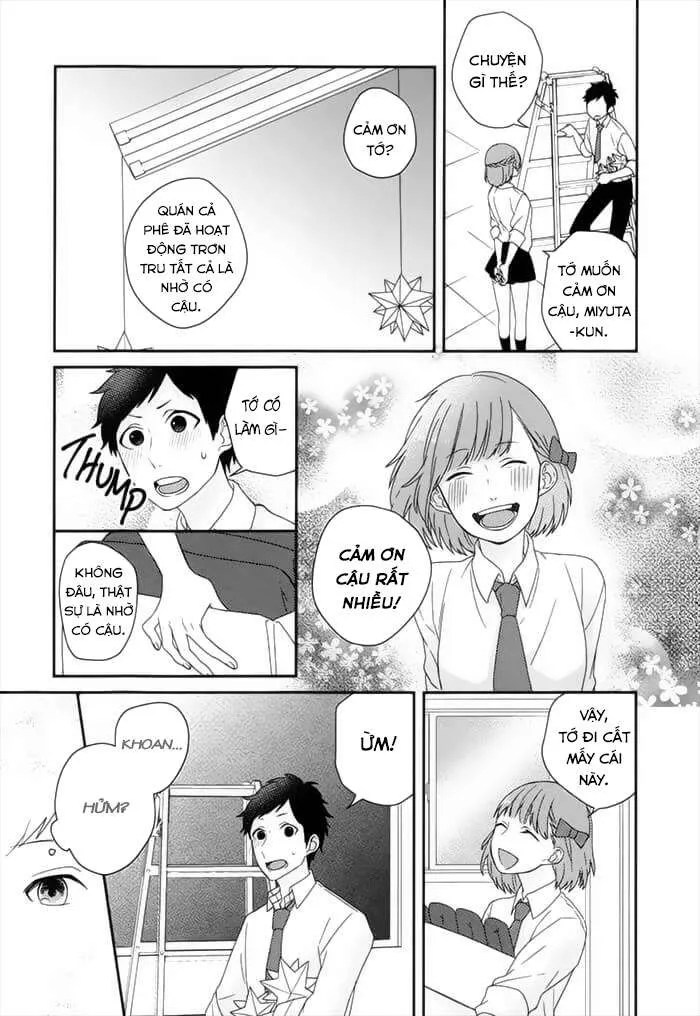 CHUYỆN
GÌ THẾ?
TỚ MUỐN
CẢM ƠN
CẬU, MIYUTA
-KUN.
CẢM ƠN
TỚ?
QUÁN CẢ
PHÊ ĐÃ HOẠT
ĐỘNG TRƠN
TRU TẤT CẢ LÀ
NHỜ CÓ
CẬU.
CẢM ƠN
CẬU RẤT
NHIỀU!
TỚ CÓ
LÀM GÌ-
THUMP
KHÔNG
ĐÂU, THẬT
SỰ LÀ NHỜ
CÓ CẬU.
VẬY,
TỚ ĐI CẤT
MẤY CÁI
NÀY.
ỪM!
KHOAN...
HỬM?